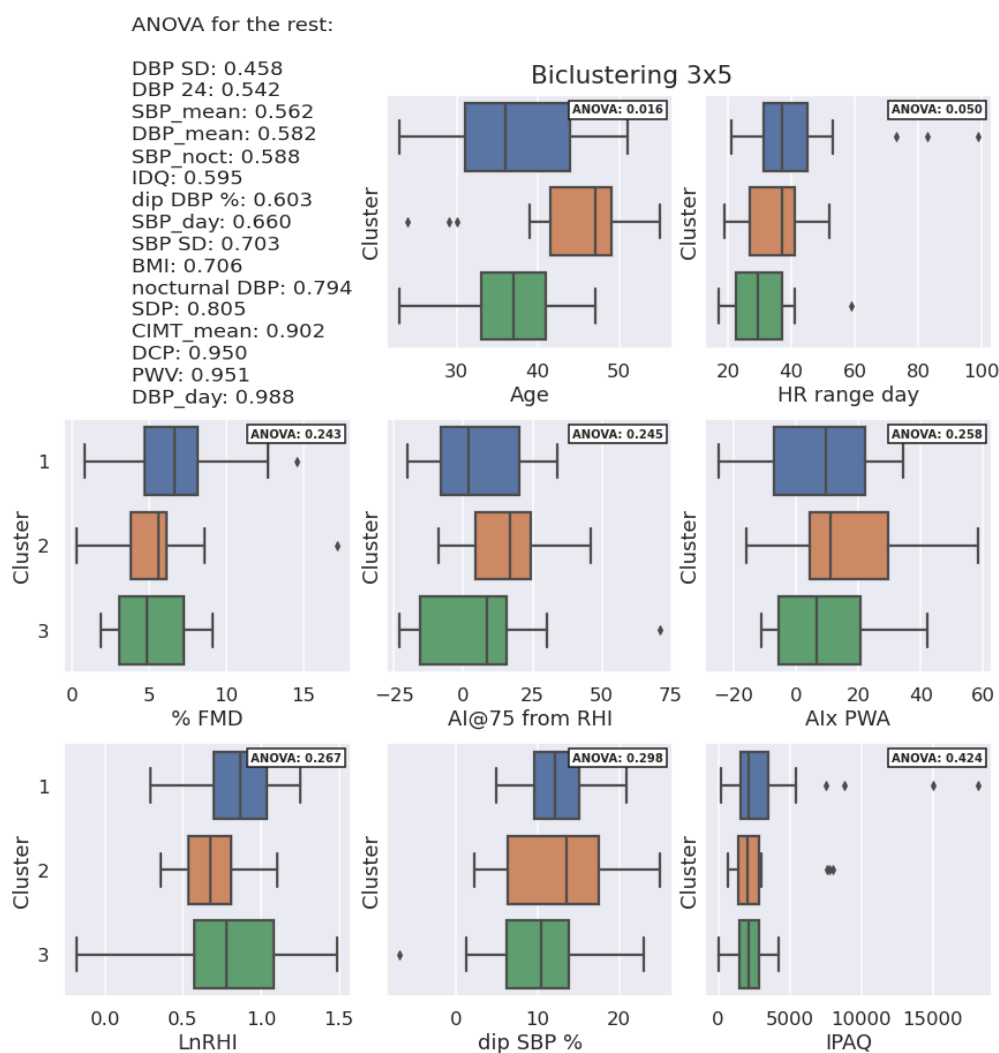 ANOVA for the rest:
DBP SD: 0.458
DBP 24: 0.542
SBP_mean: 0.562
DBP_mean: 0.582
SBP_noct: 0.588
IDQ: 0.595
dip DBP %: 0.603
SBP_day: 0.660
SBP SD: 0.703
BMI: 0.706
nocturnal DBP: 0.794
SDP: 0.805
CIMT_mean: 0.902
DCP: 0.950
PWV: 0.951
DBP_day: 0.988
Biclustering 3x5
ANOVA: 0.016
Cluster
30 40 50
Age
ANOVA: 0.050
Cluster
20 40 60 80 100
HR range day
ANOVA: 0.243
1
2
3
Cluster
0 5 10 15
% FMD
ANOVA: 0.245
Cluster
−25 0 25 50 75
AI@75 from RHI
ANOVA: 0.258
Cluster
−20 0 20 40 60
AIx PWA
ANOVA: 0.267
1
2
3
Cluster
0.0 0.5 1.0 1.5
LnRHI
ANOVA: 0.298
Cluster
0 10 20
dip SBP %
ANOVA: 0.424
Cluster
0 5000 10000 15000
IPAQ